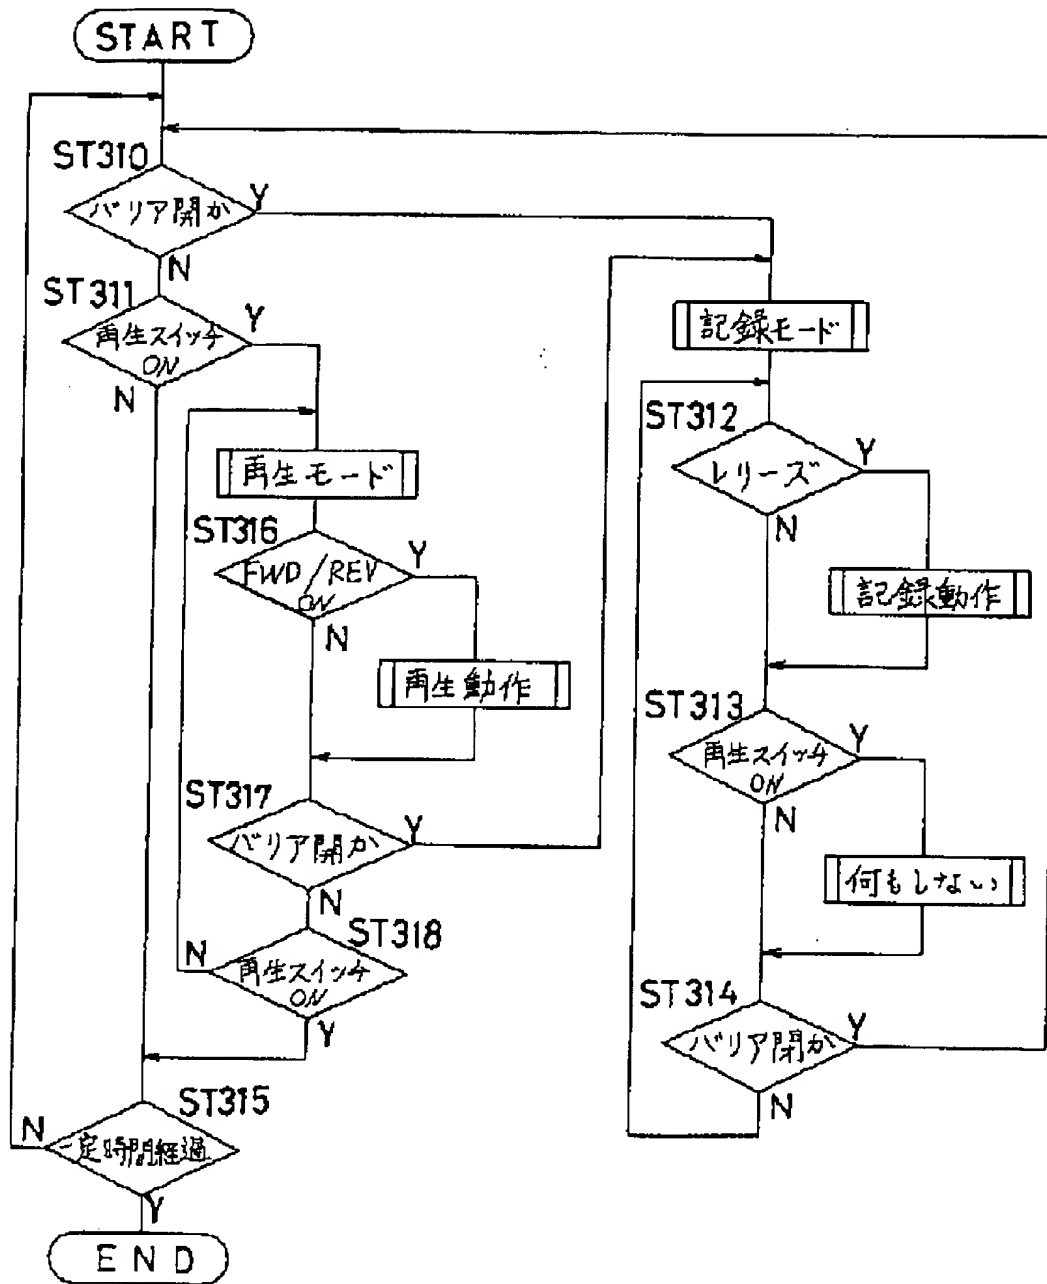 START
ST310
バリア開か
Y
N
ST311
再生スイッチ
ON
Y
N
再生モード
ST316
FWD/REV
ON
Y
N
再生動作
ST317
バリア開か
Y
N
ST318
再生スイッチ
ON
N
Y
ST315
一定時間経過
N
Y
END
記録モード
ST312
レリーズ
Y
N
記録動作
ST313
再生スイッチ
ON
Y
N
何もしない
ST314
バリア閉か
Y
N